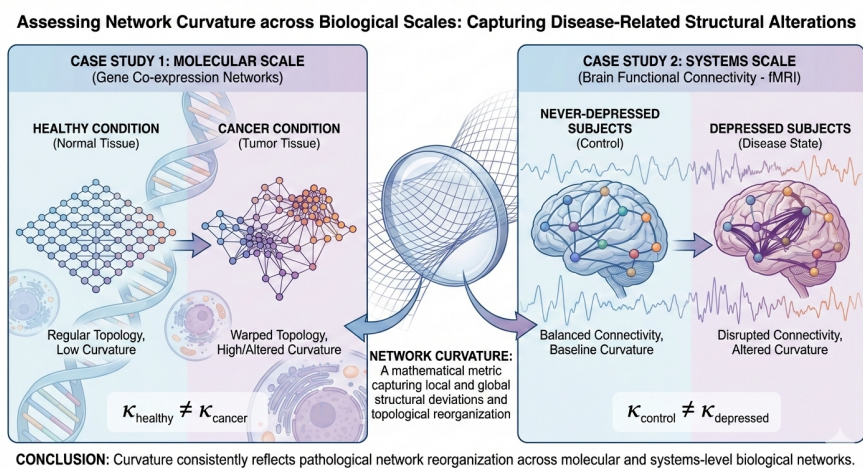 Assessing Network Curvature across Biological Scales: Capturing Disease-Related Structural Alterations
CASE STUDY 1: MOLECULAR SCALE
(Gene Co-expression Networks)
HEALTHY CONDITION
(Normal Tissue)
CANCER CONDITION
(Tumor Tissue)
Regular Topology,
Low Curvature
Warped Topology,
High/Altered Curvature
κhealthy ≠ κcancer
NETWORK CURVATURE:
A mathematical metric
capturing local and global
structural deviations and
topological reorganization
CASE STUDY 2: SYSTEMS SCALE
(Brain Functional Connectivity - fMRI)
NEVER-DEPRESSED
SUBJECTS
(Control)
DEPRESSED SUBJECTS
(Disease State)
Balanced Connectivity,
Baseline Curvature
Disrupted Connectivity,
Altered Curvature
κcontrol ≠ κdepressed
CONCLUSION: Curvature consistently reflects pathological network reorganization across molecular and systems-level biological networks.